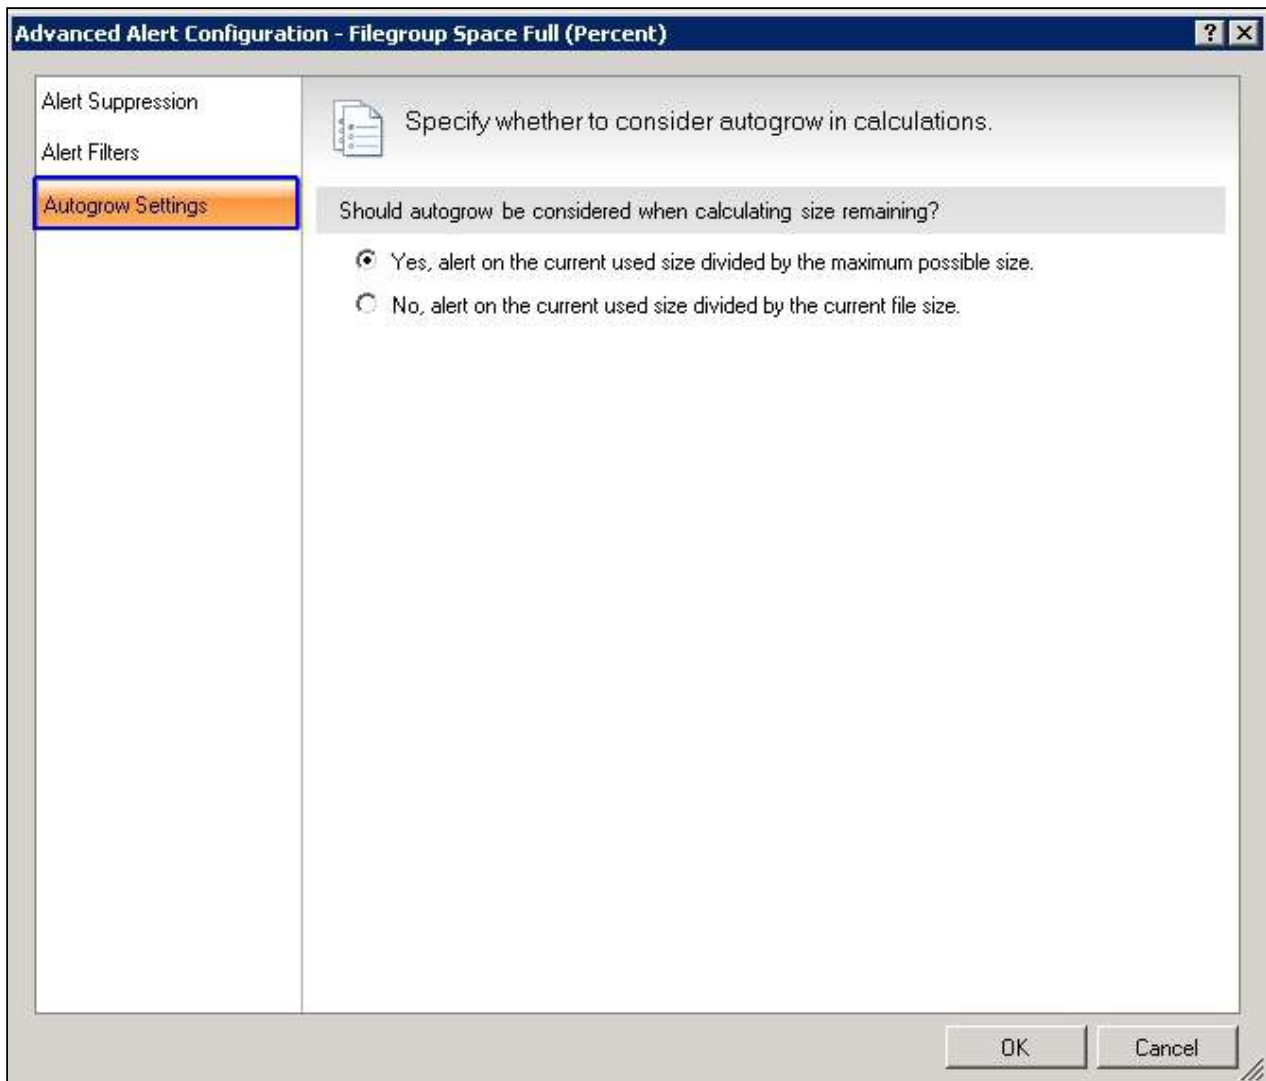 Advanced Alert Configuration - Filegroup Space Full (Percent)
Alert Suppression
Alert Filters
Autogrow Settings
Specify whether to consider autogrow in calculations.
Should autogrow be considered when calculating size remaining?
Yes, alert on the current used size divided by the maximum possible size.
No, alert on the current used size divided by the current file size.
OK
Cancel